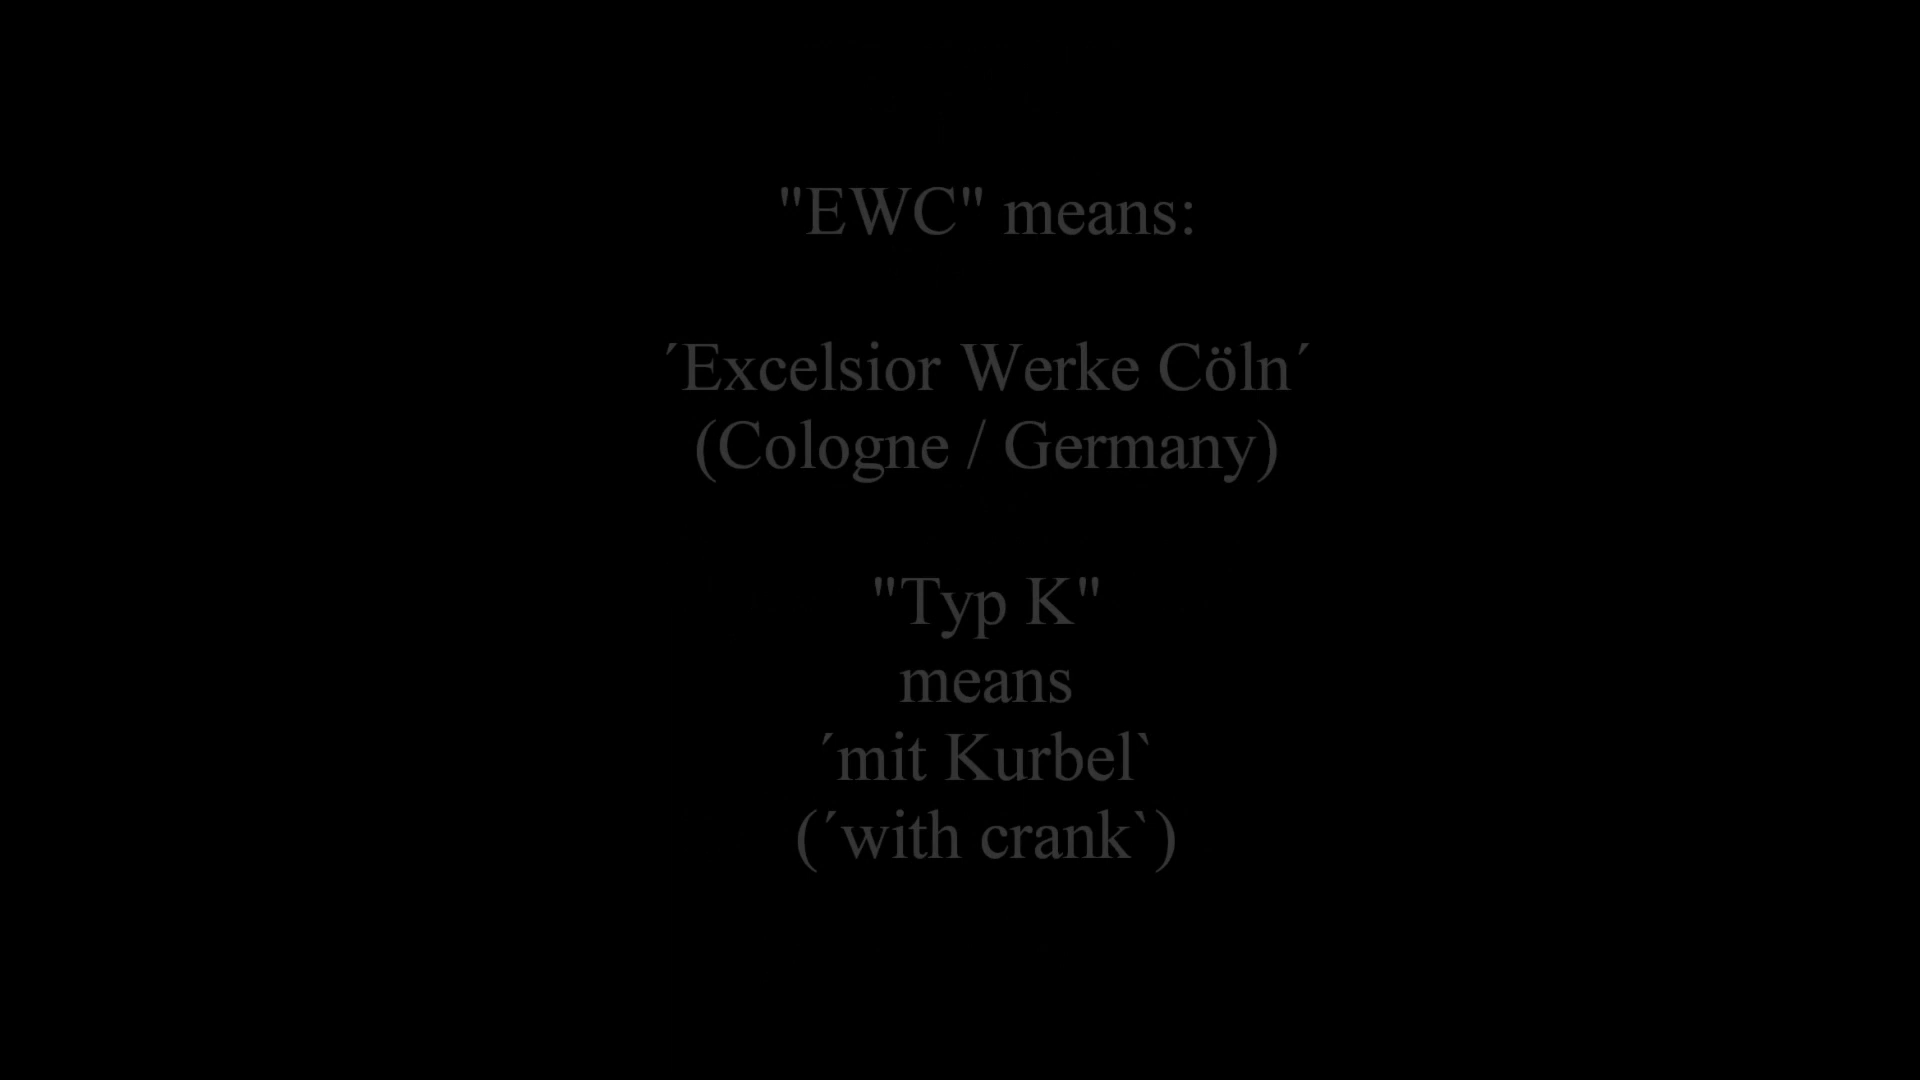 "EWC" means:
´Excelsior Werke Cöln´
(Cologne / Germany)
"Typ K"
means
´mit Kurbel`
(´with crank`)